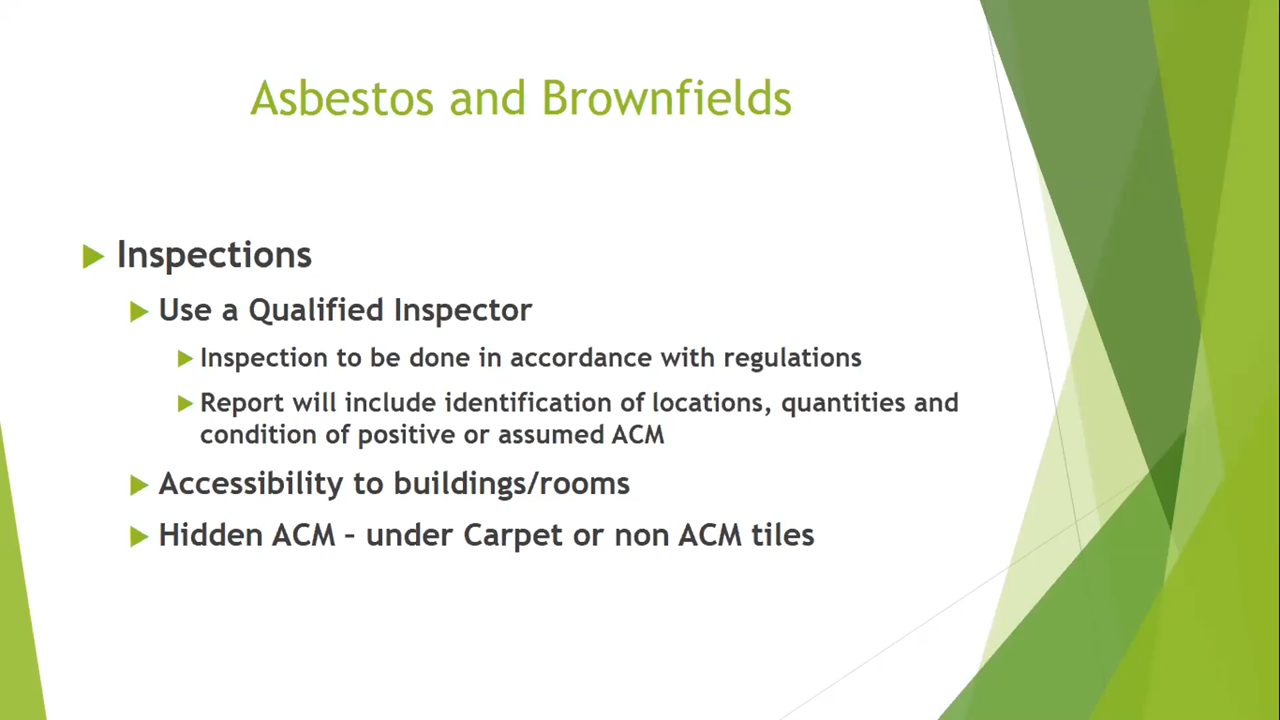 Asbestos and Brownfields
Inspections
Use a Qualified Inspector
Inspection to be done in accordance with regulations
Report will include identification of locations, quantities and
condition of positive or assumed ACM
Accessibility to buildings/rooms
Hidden ACM – under Carpet or non ACM tiles